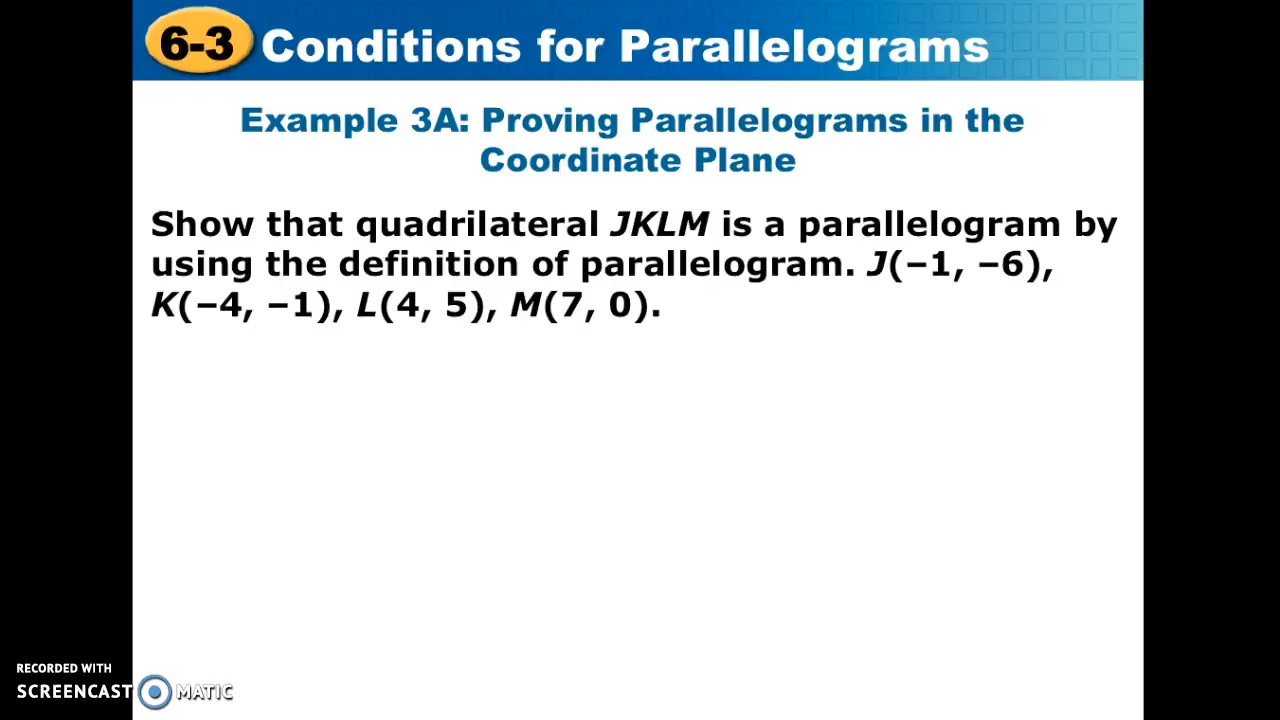 6-3 Conditions for Parallelograms
Example 3A: Proving Parallelograms in the
Coordinate Plane
Show that quadrilateral JKLM is a parallelogram by
using the definition of parallelogram. J(–1, –6),
K(–4, –1), L(4, 5), M(7, 0).
RECORDED WITH
SCREENCAST MATIC